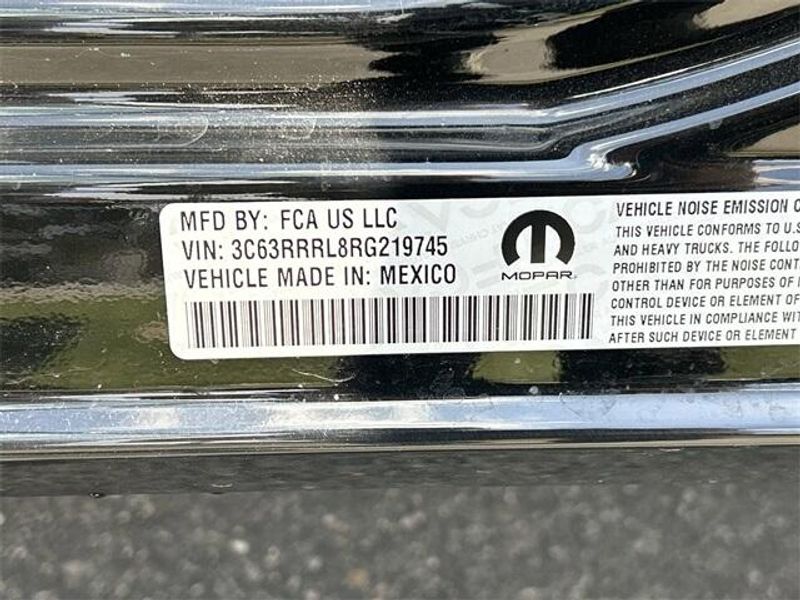 MFD BY: FCA US LLC
VIN: 3C63RRRL8RG219745
VEHICLE MADE IN: MEXICO
MOPAR
VEHICLE NOISE EMISSION
THIS VEHICLE CONFORMS TO U.S
AND HEAVY TRUCKS. THE FOLLO
PROHIBITED BY THE NOISE CONT
OTHER THAN FOR PURPOSES OF
CONTROL DEVICE OR ELEMENT OF
THIS VEHICLE IN COMPLIANCE WIT
AFTER SUCH DEVICE OR ELEMENT